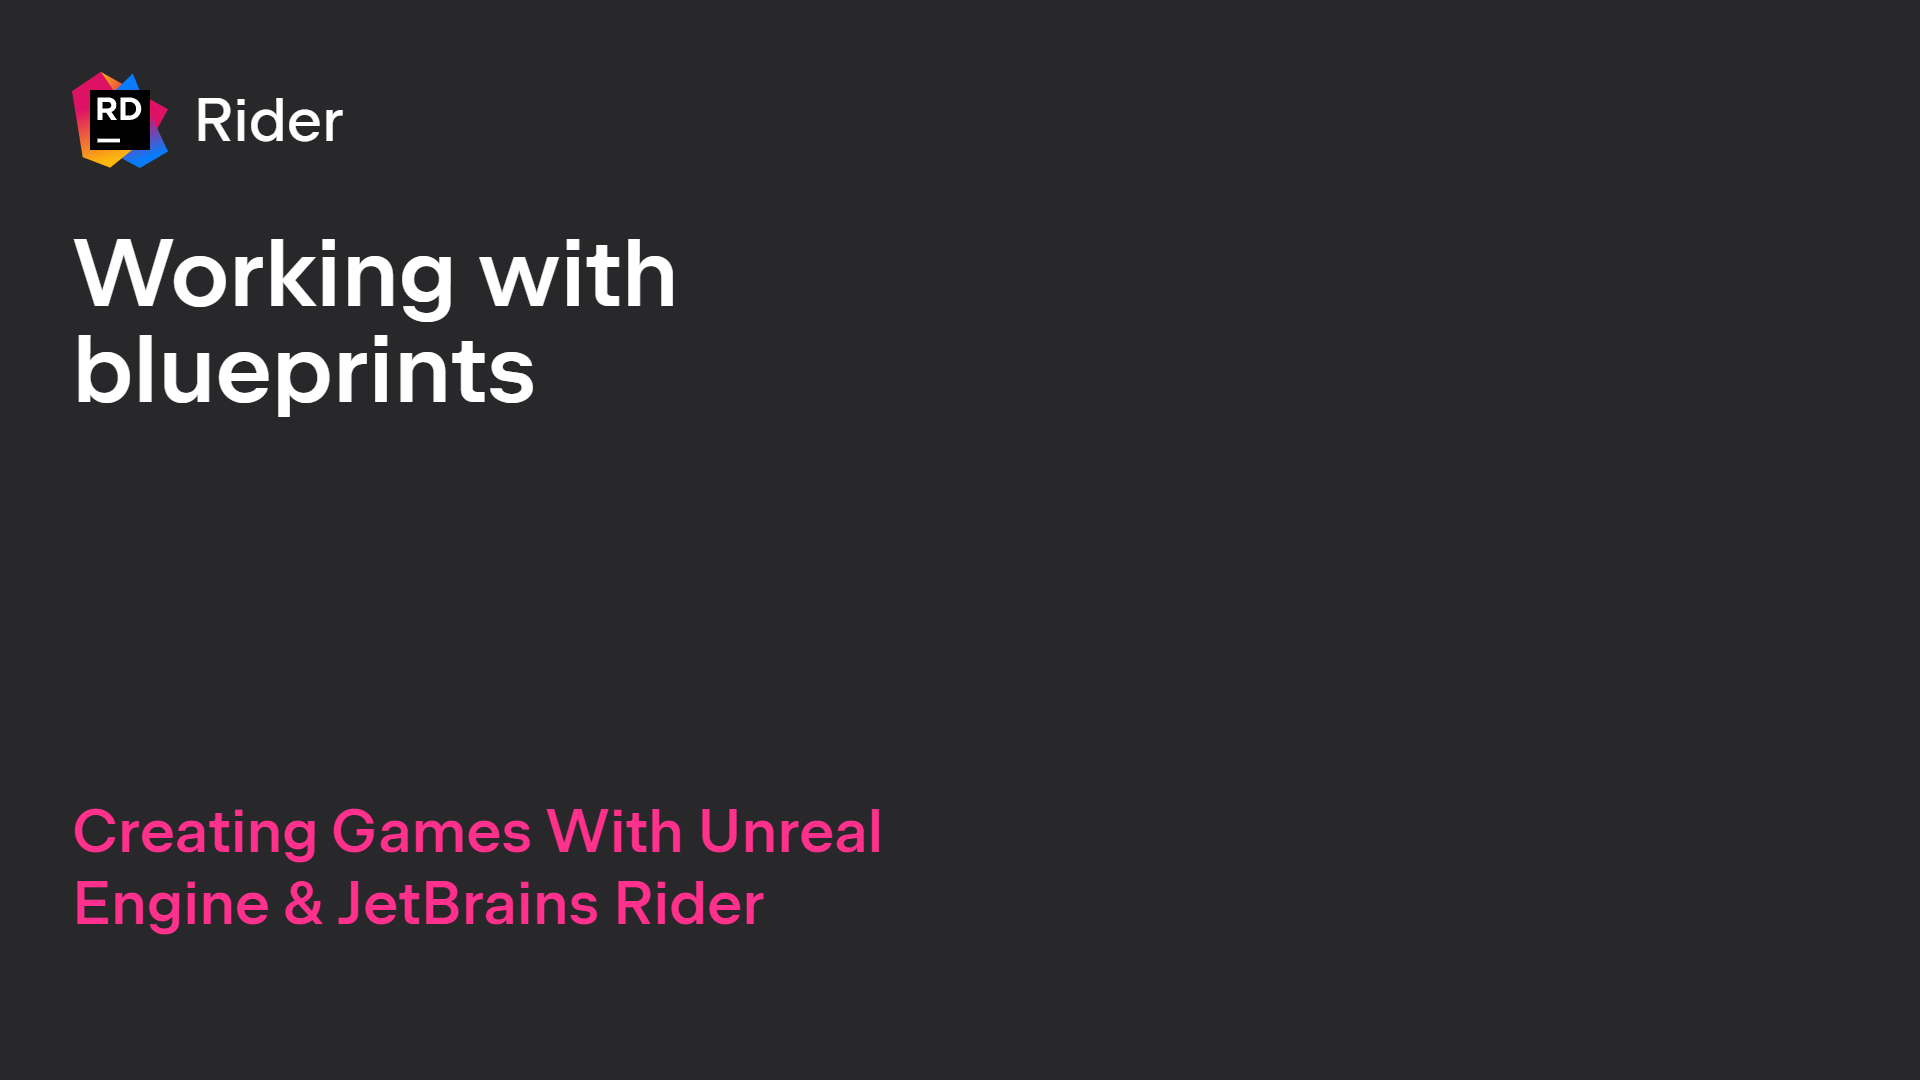 RD
Rider
Working with
blueprints
Creating Games With Unreal
Engine & JetBrains Rider